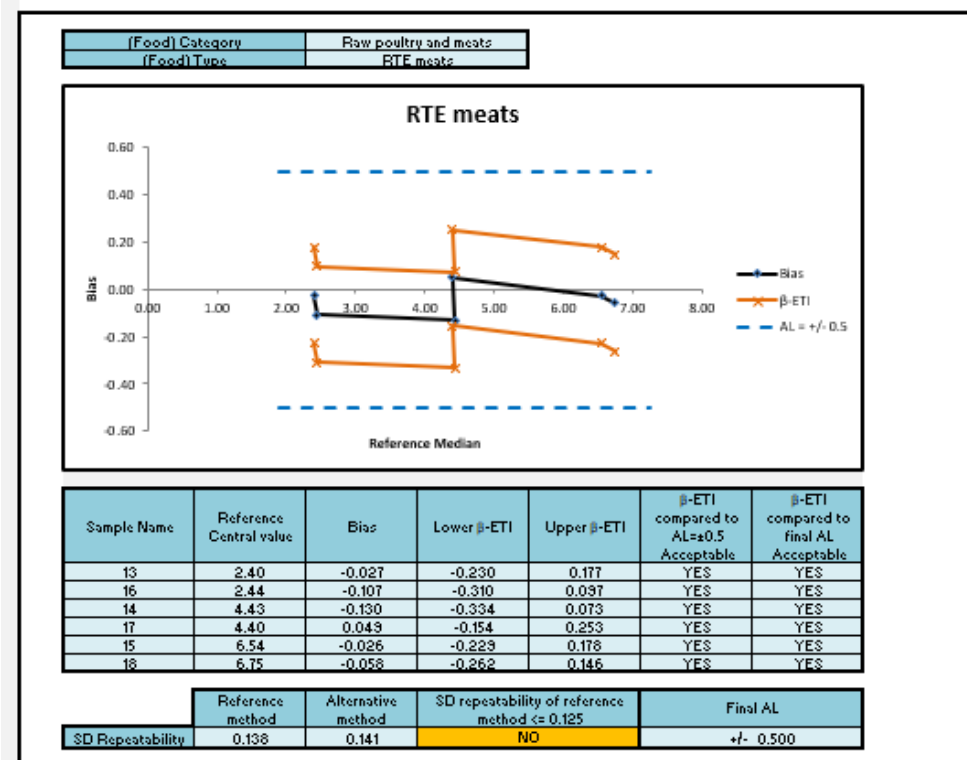 (Food) Category Raw poultry and meats
(Food) Type RTE meats
RTE meats
0.60
0.40
0.20
0.00
-0.20
-0.40
-0.60
0.00 1.00 2.00 3.00 4.00 5.00 6.00 7.00 8.00
Bias
Reference Median
Bias
β-ETI
AL = +/- 0.5
Sample Name Reference Central value Bias Lower β-ETI Upper β-ETI β-ETI compared to AL=±0.5 Acceptable β-ETI compared to final AL Acceptable
13 2.40 -0.027 -0.230 0.177 YES YES
16 2.44 -0.107 -0.310 0.097 YES YES
14 4.43 -0.130 -0.334 0.073 YES YES
17 4.40 0.049 -0.154 0.253 YES YES
15 6.54 -0.026 -0.229 0.178 YES YES
18 6.75 -0.058 -0.262 0.146 YES YES
Reference method Alternative method SD repeatability of reference method <= 0.125 Final AL
SD Repeatability 0.138 0.141 NO +/- 0.500